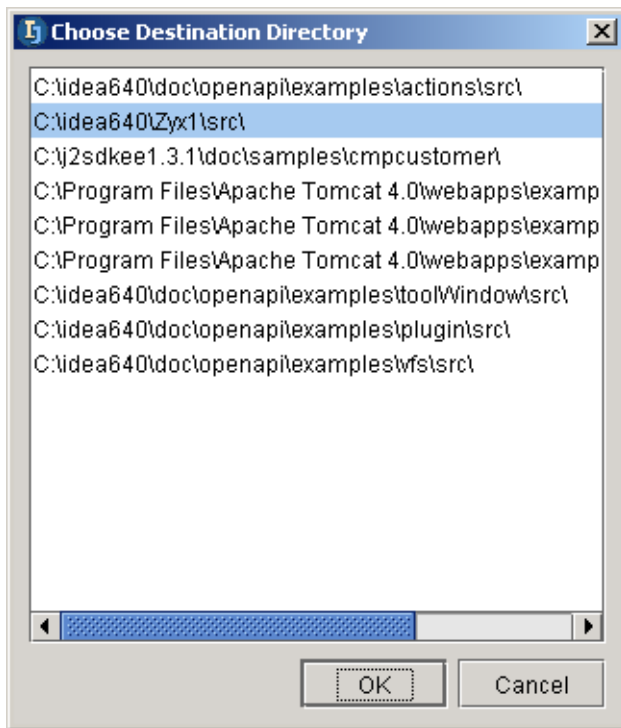 Choose Destination Directory
C:\idea640\doc\openapi\examples\actions\src\
C:\idea640\Zyx1\src\
C:\j2sdkee1.3.1\doc\samples\cmpcustomer\
C:\Program Files\Apache Tomcat 4.0\webapps\examp
C:\Program Files\Apache Tomcat 4.0\webapps\examp
C:\Program Files\Apache Tomcat 4.0\webapps\examp
C:\idea640\doc\openapi\examples\toolWindow\src\
C:\idea640\doc\openapi\examples\plugin\src\
C:\idea640\doc\openapi\examples\vfs\src\
OK Cancel